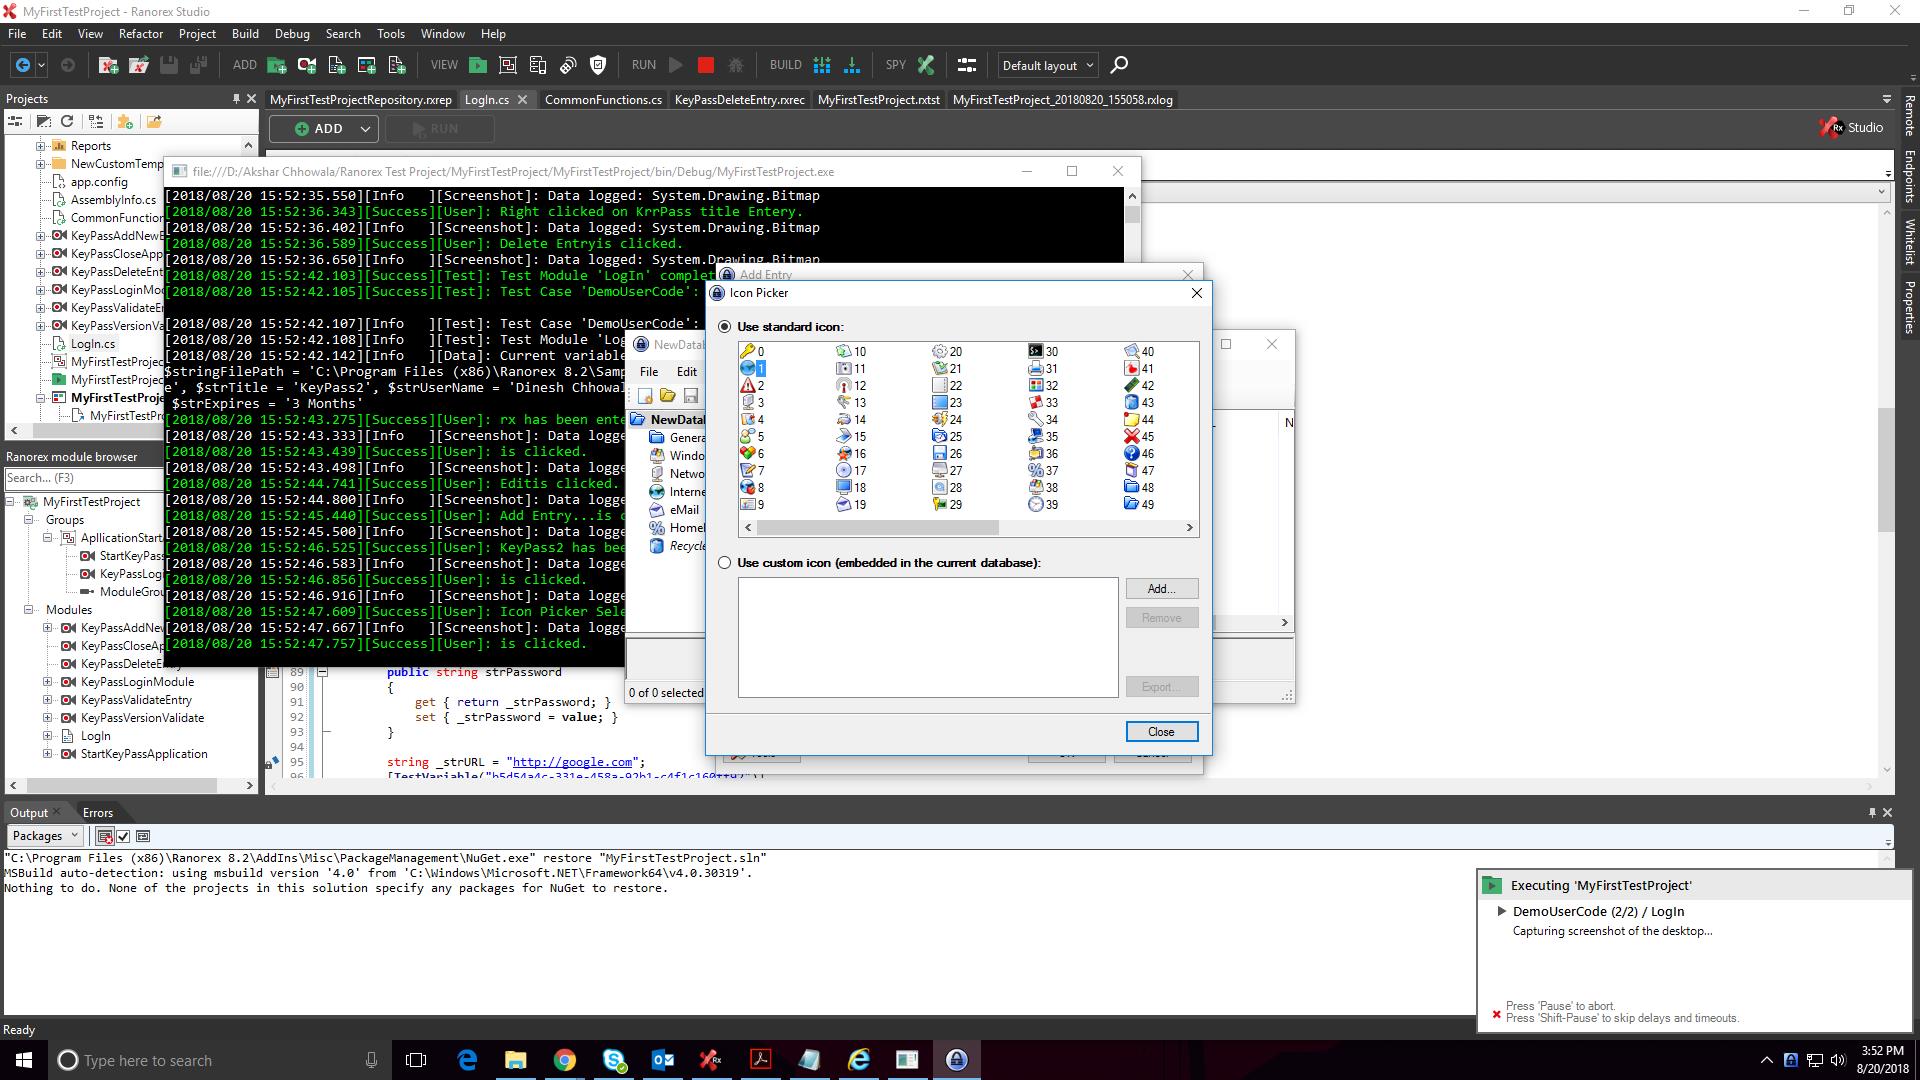 MyFirstTestProject - Ranorex Studio
File Edit View Refactor Project Build Debug Search Tools Window Help
ADD VIEW RUN BUILD SPY Default layout
Projects
MyFirstTestProjectRepository.rxrep LogIn.cs CommonFunctions.cs KeyPassDeleteEntry.rxrec MyFirstTestProject.rxtst MyFirstTestProject_20180820_155058.rxlog
ADD RUN
Studio
Remote Endpoints
Whitelist
Properties
Reports
NewCustomTemp
app.config
AssemblyInfo.cs
CommonFunction
KeyPassAddNewE
KeyPassCloseApp
KeyPassDeleteEnt
KeyPassLoginMod
KeyPassValidateEn
KeyPassVersionVa
LogIn.cs
MyFirstTestProjec
MyFirstTestProjec
MyFirstTestProje
MyFirstTestPr
Ranorex module browser
Search... (F3)
MyFirstTestProject
Groups
ApllicationStart
StartKeyPass
KeyPassLogi
ModuleGrou
Modules
KeyPassAddNew
KeyPassCloseAp
KeyPassDeleteE
KeyPassLoginModule
KeyPassValidateEntry
KeyPassVersionValidate
LogIn
StartKeyPassApplication
file:///D:/Akshar Chhowala/Ranorex Test Project/MyFirstTestProject/MyFirstTestProject/bin/Debug/MyFirstTestProject.exe
[2018/08/20 15:52:35.550][Info   ][Screenshot]: Data logged: System.Drawing.Bitmap
[2018/08/20 15:52:36.343][Success][User]: Right clicked on KrrPass title Entery.
[2018/08/20 15:52:36.402][Info   ][Screenshot]: Data logged: System.Drawing.Bitmap
[2018/08/20 15:52:36.589][Success][User]: Delete Entryis clicked.
[2018/08/20 15:52:36.650][Info   ][Screenshot]: Data logged: System.Drawing.Bitmap
[2018/08/20 15:52:42.103][Success][Test]: Test Module 'LogIn' complet
[2018/08/20 15:52:42.105][Success][Test]: Test Case 'DemoUserCode':
[2018/08/20 15:52:42.107][Info   ][Test]: Test Case 'DemoUserCode':
[2018/08/20 15:52:42.108][Info   ][Test]: Test Module 'Log
[2018/08/20 15:52:42.142][Info   ][Data]: Current variable
$stringFilePath = 'C:\Program Files (x86)\Ranorex 8.2\Samp
e', $strTitle = 'KeyPass2', $strUserName = 'Dinesh Chhowal
$strExpires = '3 Months'
[2018/08/20 15:52:43.275][Success][User]: rx has been ente
[2018/08/20 15:52:43.333][Info   ][Screenshot]: Data logge
[2018/08/20 15:52:43.439][Success][User]: is clicked.
[2018/08/20 15:52:43.498][Info   ][Screenshot]: Data logge
[2018/08/20 15:52:44.741][Success][User]: Editis clicked.
[2018/08/20 15:52:44.800][Info   ][Screenshot]: Data logge
[2018/08/20 15:52:45.440][Success][User]: Add Entry...is c
[2018/08/20 15:52:45.500][Info   ][Screenshot]: Data logge
[2018/08/20 15:52:46.525][Success][User]: KeyPass2 has bee
[2018/08/20 15:52:46.583][Info   ][Screenshot]: Data logge
[2018/08/20 15:52:46.856][Success][User]: is clicked.
[2018/08/20 15:52:46.916][Info   ][Screenshot]: Data logge
[2018/08/20 15:52:47.609][Success][User]: Icon Picker Sele
[2018/08/20 15:52:47.667][Info   ][Screenshot]: Data logge
[2018/08/20 15:52:47.757][Success][User]: is clicked.
89 public string strPassword
90 {
91 get { return _strPassword; }
92 set { _strPassword = value; }
93 }
94
95 string _strURL = "http://google.com";
NewDatab
File Edit
NewDatab
Genera
Windo
Netwo
Interne
eMail
Homel
Recycle
N
0 of 0 selected
Add Entry
Icon Picker
Use standard icon:
0 10 20 30 40
1 11 21 31 41
2 12 22 32 42
3 13 23 33 43
4 14 24 34 44
5 15 25 35 45
6 16 26 36 46
7 17 27 37 47
8 18 28 38 48
9 19 29 39 49
Use custom icon (embedded in the current database):
Add...
Remove
Export...
Close
Output Errors
Packages
"C:\Program Files (x86)\Ranorex 8.2\AddIns\Misc\PackageManagement\NuGet.exe" restore "MyFirstTestProject.sln"
MSBuild auto-detection: using msbuild version '4.0' from 'C:\Windows\Microsoft.NET\Framework64\v4.0.30319'.
Nothing to do. None of the projects in this solution specify any packages for NuGet to restore.
Executing 'MyFirstTestProject'
DemoUserCode (2/2) / LogIn
Capturing screenshot of the desktop...
Press 'Pause' to abort.
Press 'Shift-Pause' to skip delays and timeouts.
Ready
Type here to search
3:52 PM
8/20/2018